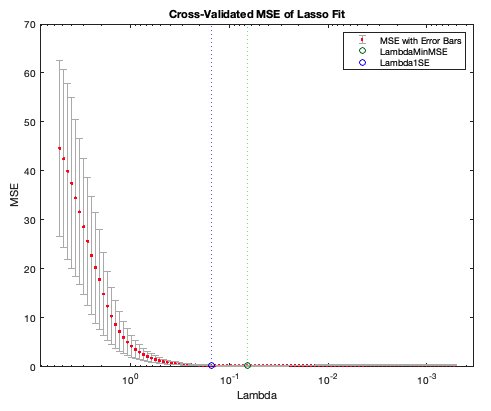 Cross-Validated MSE of Lasso Fit
MSE with Error Bars
LambdaMinMSE
Lambda1SE
70
60
50
40
30
20
10
0
MSE
10^0
10^-1
10^-2
10^-3
Lambda